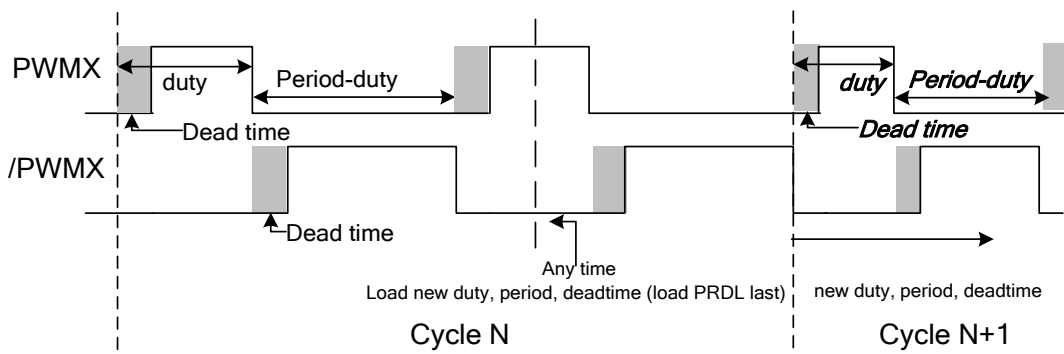 PWMX
duty
Period-duty
Dead time
duty
Period-duty
Dead time
/PWMX
Dead time
Any time
Load new duty, period, deadtime (load PRDL last)
new duty, period, deadtime
Cycle N
Cycle N+1